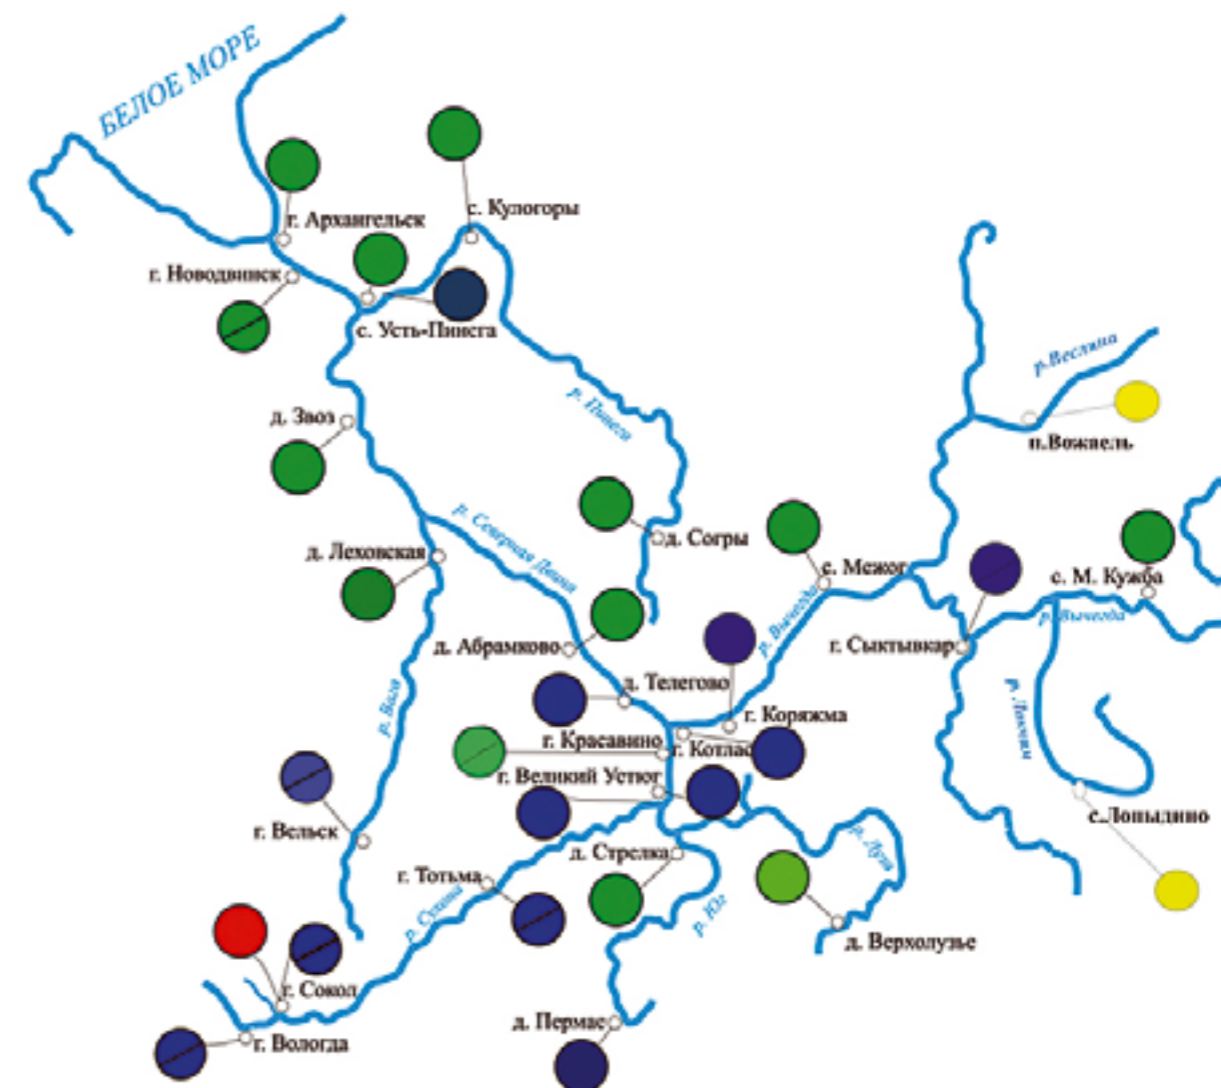 БЕЛОЕ МОРЕ
с. Кулогоры
г. Архангельск
г. Новодвинск
с. Усть-Пинега
р.Весляна
д. Звоз
р. Пинега
п.Вожаель
р. Северная Двина
д. Согры
д. Леховская
с. Межог
с. М. Кужба
р. Вычегда
р. Вычегда
д. Абрамково
г. Сыктывкар
д. Телегово
р. Вага
р. Локчим
г. Коряжма
г. Красавино
г. Котлас
г. Великий Устюг
с.Лопыдино
г. Вельск
д. Стрелка
р. Луза
г. Тотьма
р. Сухона
р. Юг
д. Верхолузье
г. Сокол
д. Пермас
г. Вологда